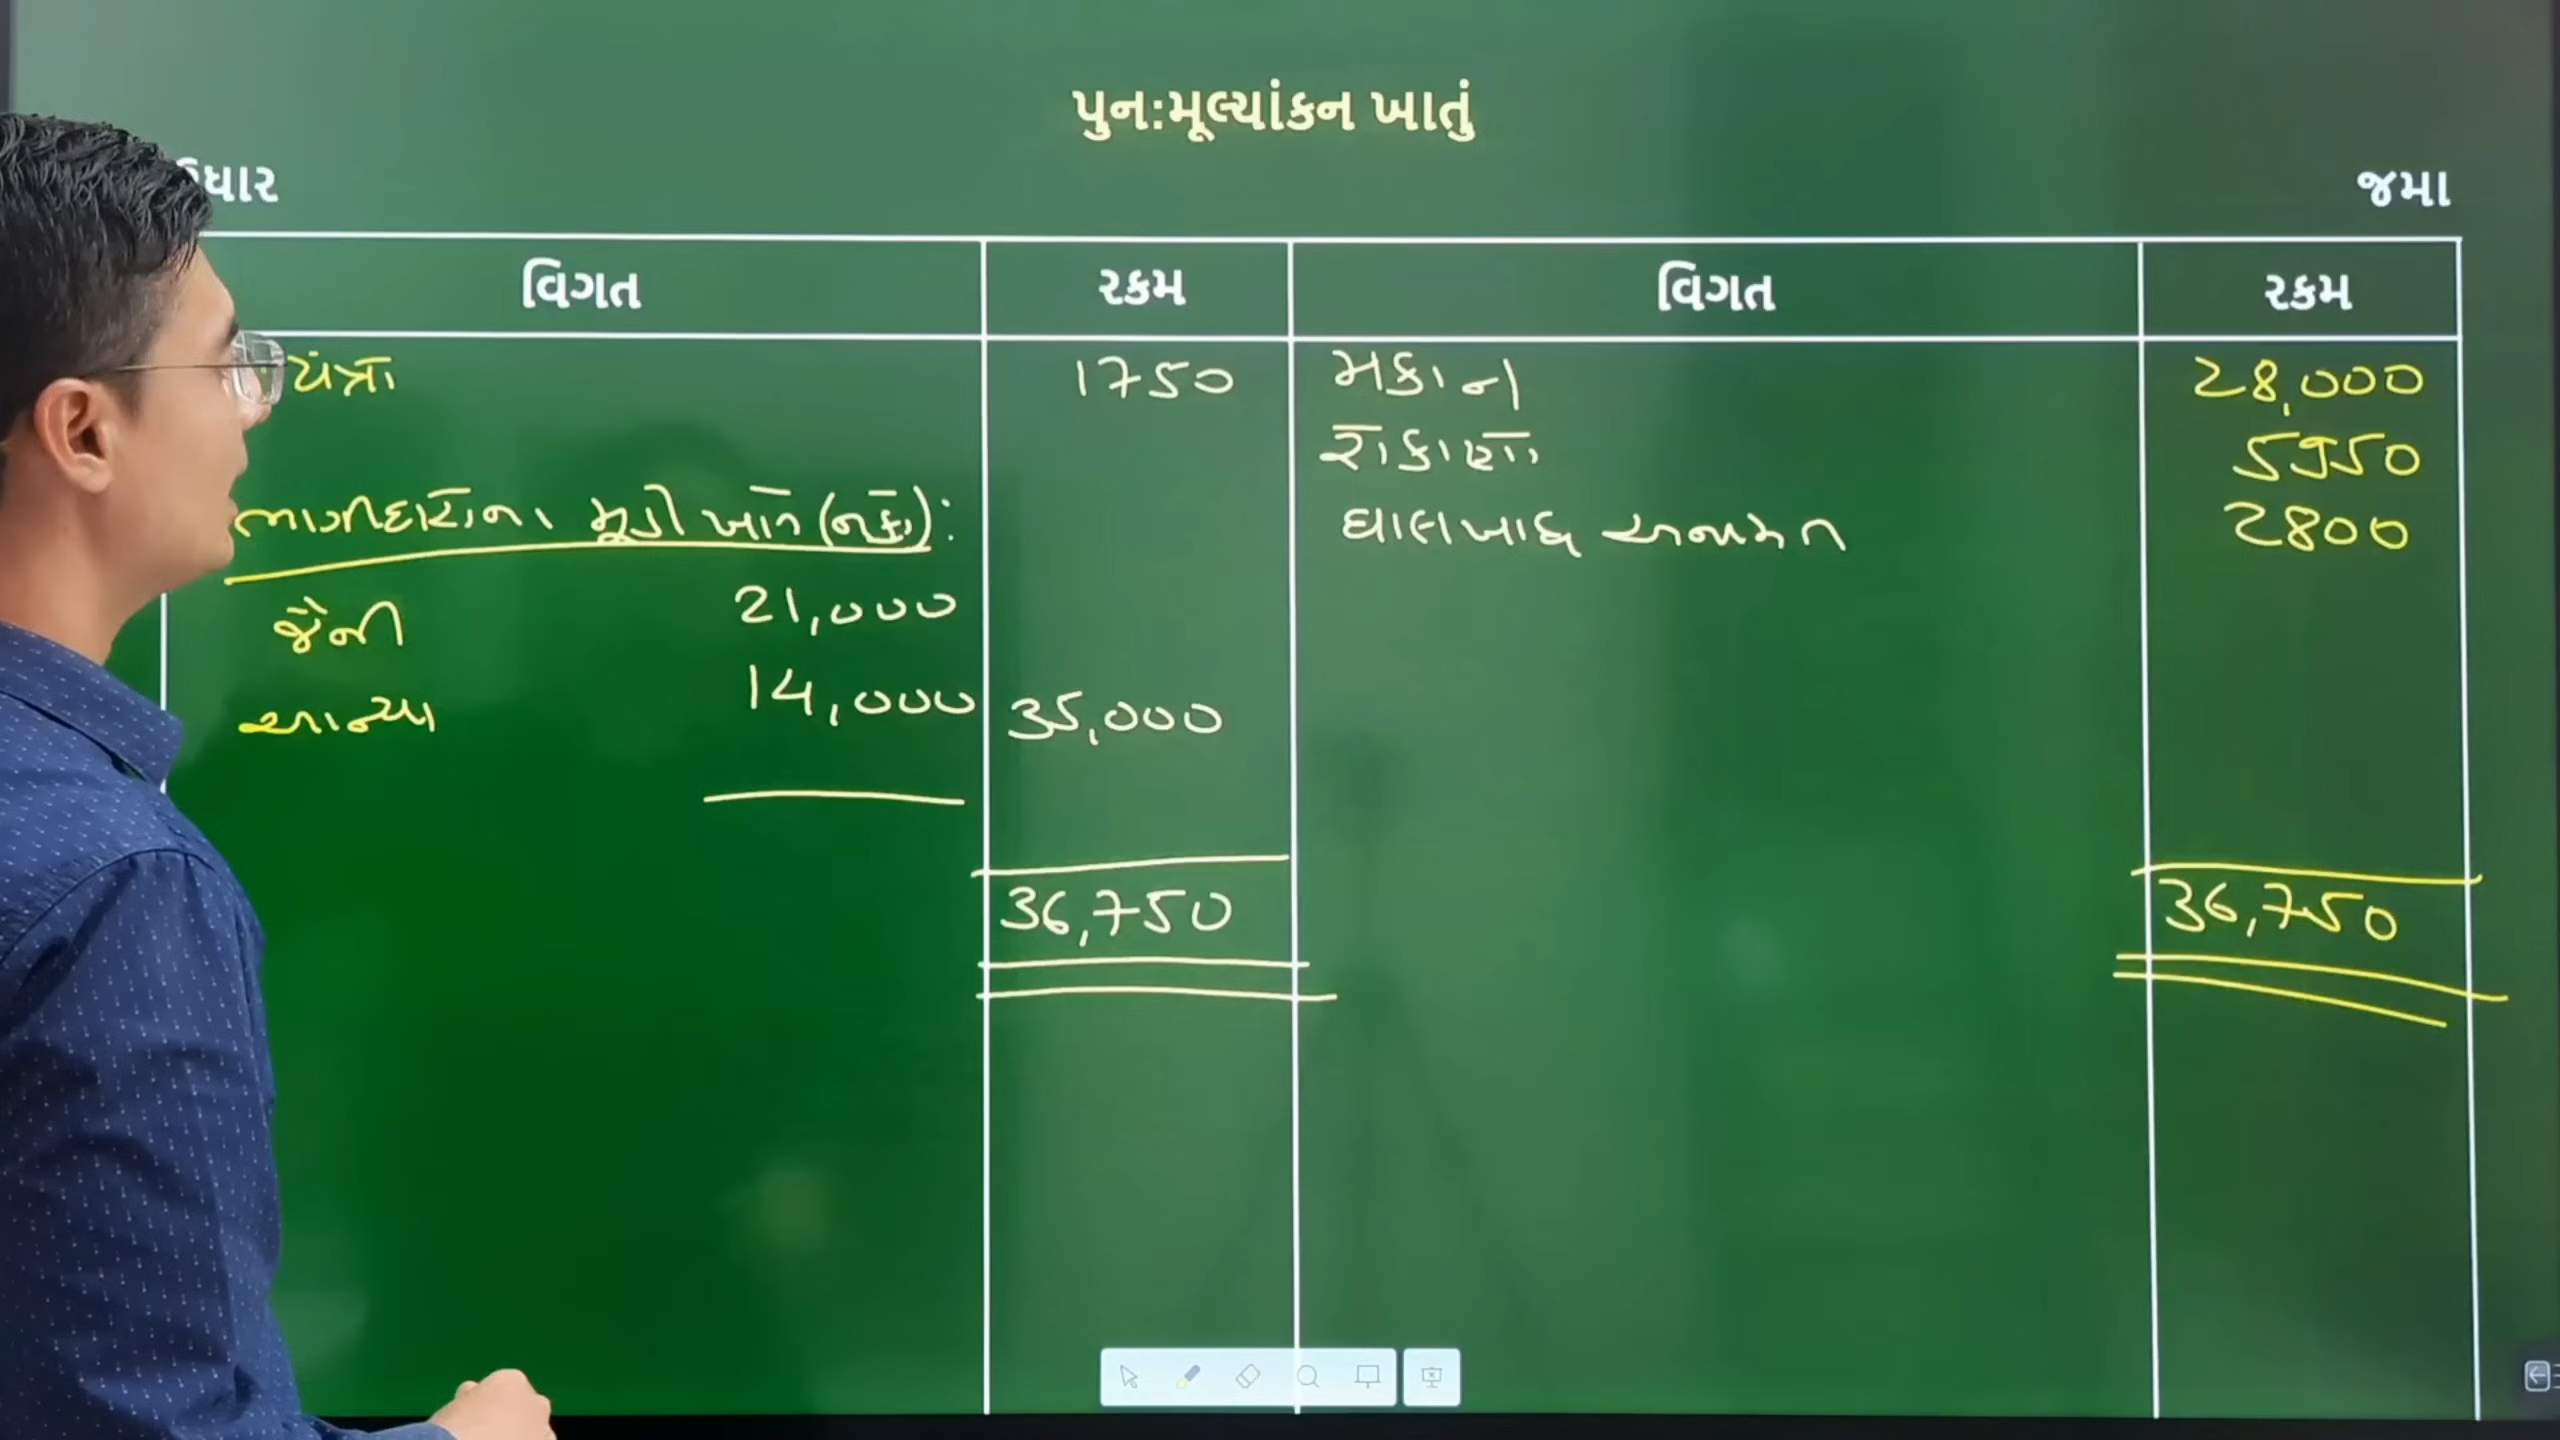 પુન:મૂલ્યાંકન ખાતું
ધાર જમા
વિગત રકમ વિગત રકમ
યંત્રો 1750 મકાન 28,000
રોકાણો 5950
ભાગીદારોના મૂડી ખાતે (નફો): ઘાલખાદ અનામત 2800
જૈની 21,000
આન્યા 14,000 35,000
36,750 36,750